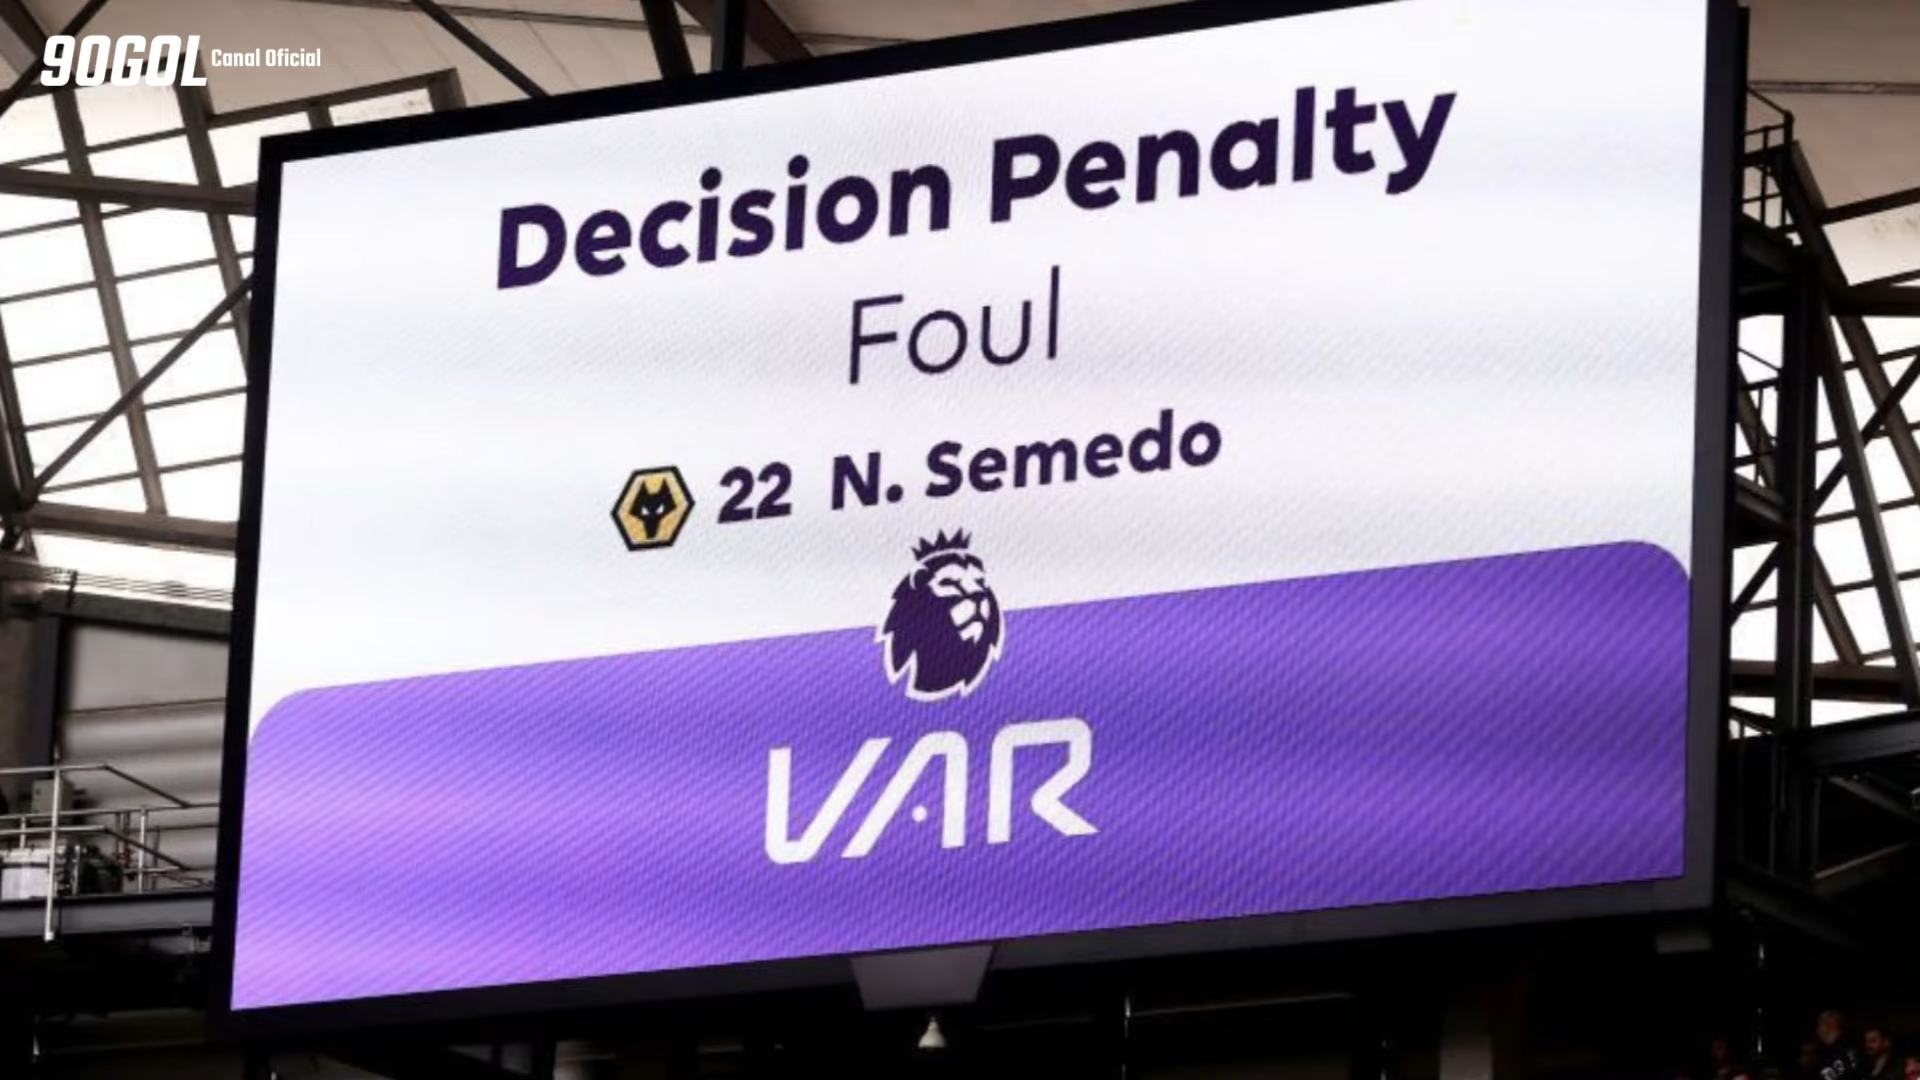 90GOL Canal Oficial
Decision Penalty
Foul
22 N. Semedo
VAR